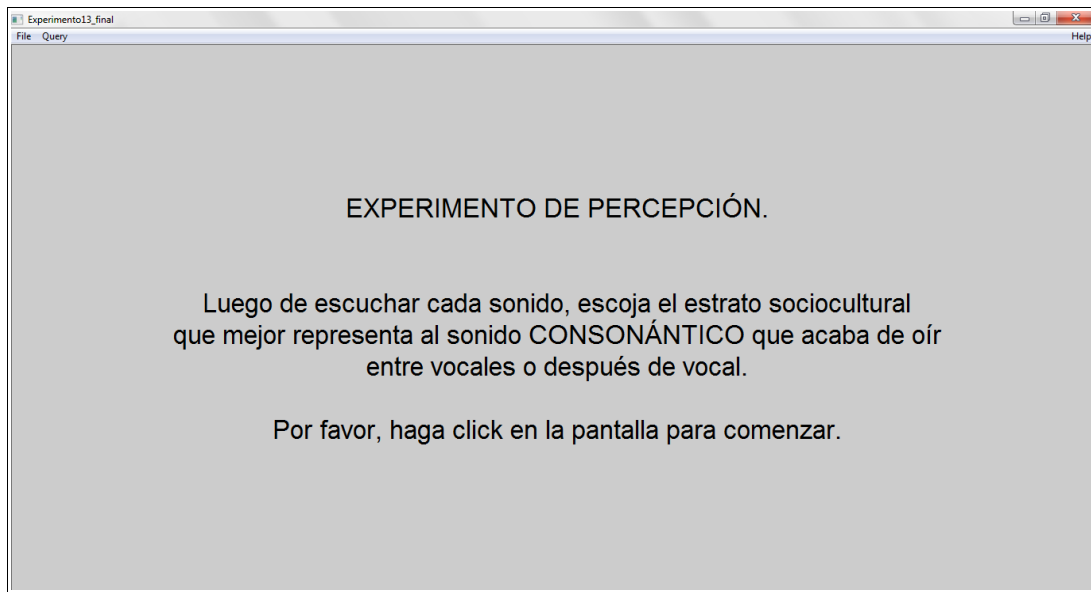 Experimento13_final
File Query Help
EXPERIMENTO DE PERCEPCIÓN.
Luego de escuchar cada sonido, escoja el estrato sociocultural
que mejor representa al sonido CONSONÁNTICO que acaba de oír
entre vocales o después de vocal.
Por favor, haga click en la pantalla para comenzar.